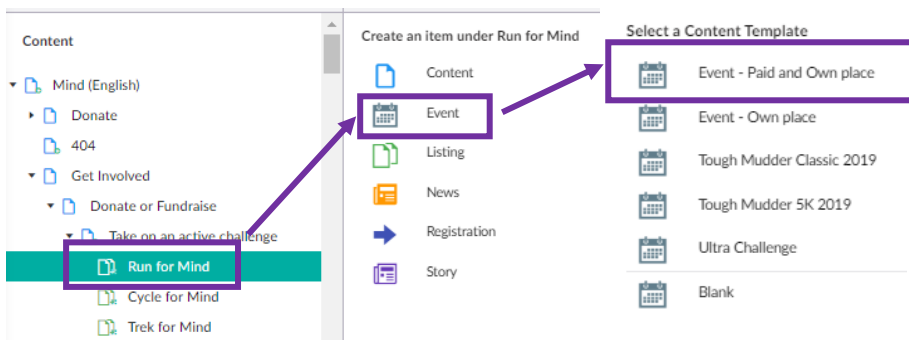 Content
Mind (English)
Donate
404
Get Involved
Donate or Fundraise
Take on an active challenge
Run for Mind
Cycle for Mind
Trek for Mind
Create an item under Run for Mind
Content
Event
Listing
News
Registration
Story
Select a Content Template
Event - Paid and Own place
Event - Own place
Tough Mudder Classic 2019
Tough Mudder 5K 2019
Ultra Challenge
Blank